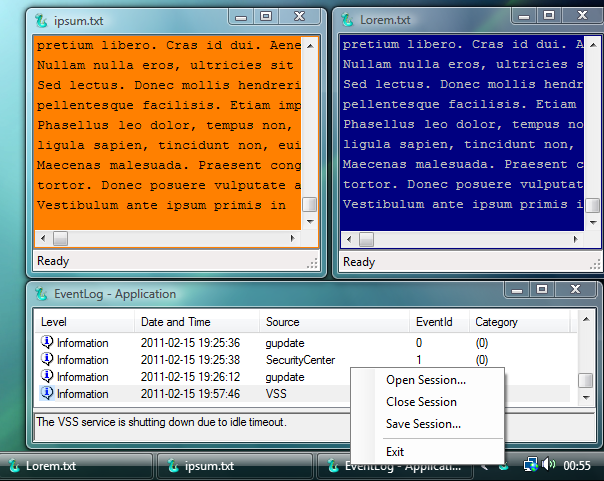 ipsum.txt
pretium libero. Cras id dui. Aene
Nullam nulla eros, ultricies sit
Sed lectus. Donec mollis hendreri
pellentesque facilisis. Etiam imp
Phasellus leo dolor, tempus non,
ligula sapien, tincidunt non, eui
Maecenas malesuada. Praesent cong
tortor. Donec posuere vulputate a
Vestibulum ante ipsum primis in
Ready
Lorem.txt
pretium libero. Cras id dui. A
Nullam nulla eros, ultricies s
Sed lectus. Donec mollis hendr
pellentesque facilisis. Etiam
Phasellus leo dolor, tempus no
ligula sapien, tincidunt non,
Maecenas malesuada. Praesent c
tortor. Donec posuere vulputat
Vestibulum ante ipsum primis i
Ready
EventLog - Application
Level Date and Time Source EventId Category
Information 2011-02-15 19:25:36 gupdate 0 (0)
Information 2011-02-15 19:25:38 SecurityCenter 1 (0)
Information 2011-02-15 19:26:12 gupdate
Information 2011-02-15 19:57:46 VSS
The VSS service is shutting down due to idle timeout.
Open Session...
Close Session
Save Session...
Exit
Lorem.txt
ipsum.txt
EventLog - Applicati...
00:55